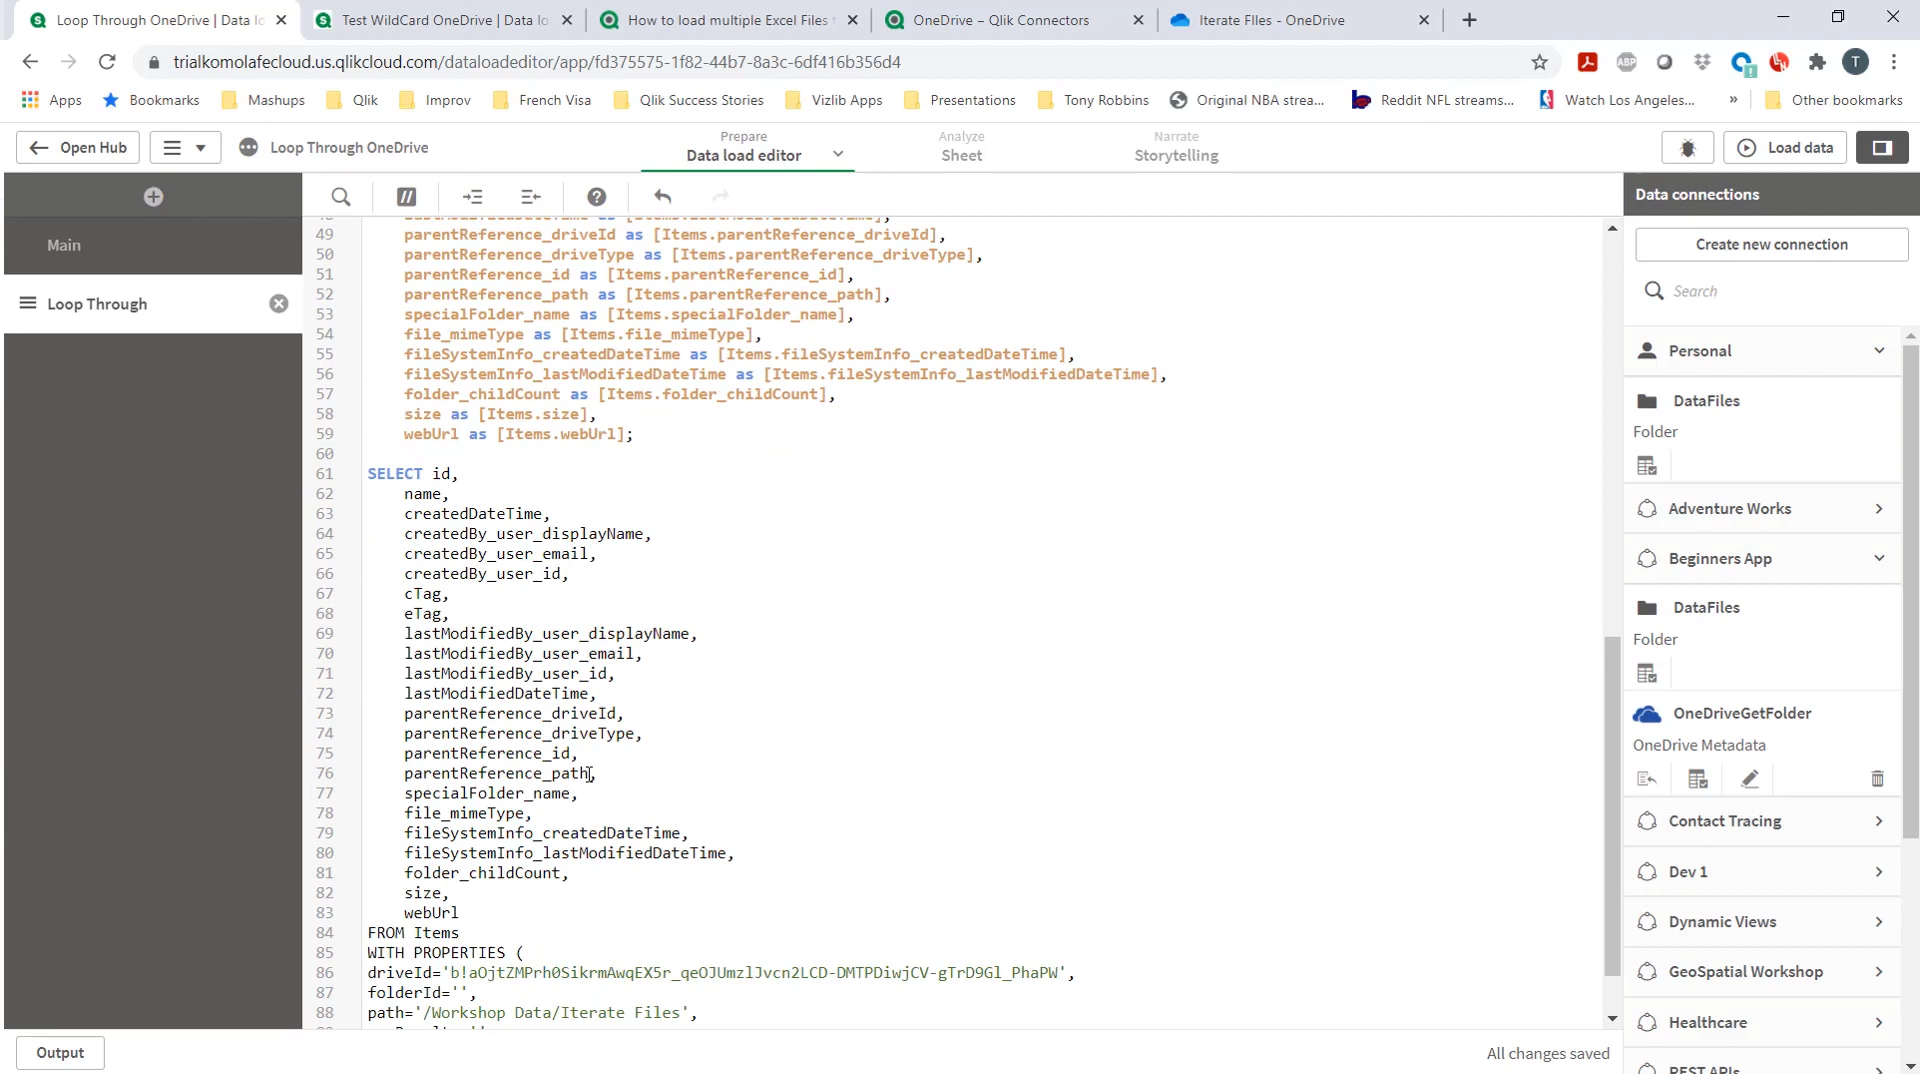 Loop Through OneDrive | Data lo
Test WildCard OneDrive | Data lo
How to load multiple Excel Files f
OneDrive – Qlik Connectors
Iterate FIles - OneDrive
trialkomolafecloud.us.qlikcloud.com/dataloadeditor/app/fd375575-1f82-44b7-8a3c-6df416b356d4
ABP
T
Apps
Bookmarks
Mashups
Qlik
Improv
French Visa
Qlik Success Stories
Vizlib Apps
Presentations
Tony Robbins
Original NBA strea...
Reddit NFL streams...
Watch Los Angeles...
»
Other bookmarks
Open Hub
Loop Through OneDrive
Prepare
Data load editor
Analyze
Sheet
Narrate
Storytelling
Load data
Main
Loop Through
49 parentReference_driveId as [Items.parentReference_driveId],
50 parentReference_driveType as [Items.parentReference_driveType],
51 parentReference_id as [Items.parentReference_id],
52 parentReference_path as [Items.parentReference_path],
53 specialFolder_name as [Items.specialFolder_name],
54 file_mimeType as [Items.file_mimeType],
55 fileSystemInfo_createdDateTime as [Items.fileSystemInfo_createdDateTime],
56 fileSystemInfo_lastModifiedDateTime as [Items.fileSystemInfo_lastModifiedDateTime],
57 folder_childCount as [Items.folder_childCount],
58 size as [Items.size],
59 webUrl as [Items.webUrl];
60
61 SELECT id,
62 name,
63 createdDateTime,
64 createdBy_user_displayName,
65 createdBy_user_email,
66 createdBy_user_id,
67 cTag,
68 eTag,
69 lastModifiedBy_user_displayName,
70 lastModifiedBy_user_email,
71 lastModifiedBy_user_id,
72 lastModifiedDateTime,
73 parentReference_driveId,
74 parentReference_driveType,
75 parentReference_id,
76 parentReference_path,
77 specialFolder_name,
78 file_mimeType,
79 fileSystemInfo_createdDateTime,
80 fileSystemInfo_lastModifiedDateTime,
81 folder_childCount,
82 size,
83 webUrl
84 FROM Items
85 WITH PROPERTIES (
86 driveId='b!aOjtZMPrh0SikrmAwqEX5r_qeOJUmzlJvcn2LCD-DMTPDiwjCV-gTrD9Gl_PhaPW',
87 folderId='',
88 path='/Workshop Data/Iterate Files',
Output
All changes saved
Data connections
Create new connection
Search
Personal
DataFiles
Folder
Adventure Works
Beginners App
DataFiles
Folder
OneDriveGetFolder
OneDrive Metadata
Contact Tracing
Dev 1
Dynamic Views
GeoSpatial Workshop
Healthcare
REST APIs